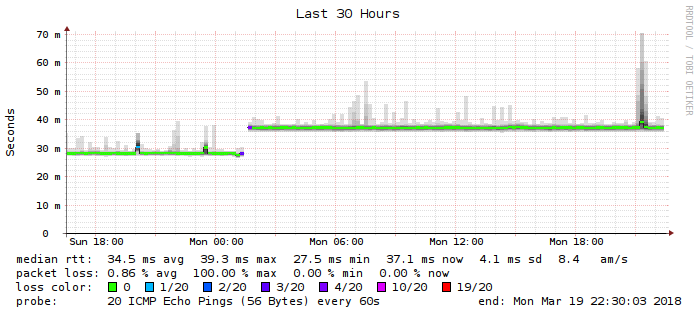 Last 30 Hours
RRDTOOL / TOBI OETIKER
Seconds
70 m
60 m
50 m
40 m
30 m
20 m
10 m
0
Sun 18:00 Mon 00:00 Mon 06:00 Mon 12:00 Mon 18:00
median rtt: 34.5 ms avg 39.3 ms max 27.5 ms min 37.1 ms now 4.1 ms sd 8.4 am/s
packet loss: 0.86 % avg 100.00 % max 0.00 % min 0.00 % now
loss color: 0 1/20 2/20 3/20 4/20 10/20 19/20
probe: 20 ICMP Echo Pings (56 Bytes) every 60s end: Mon Mar 19 22:30:03 2018